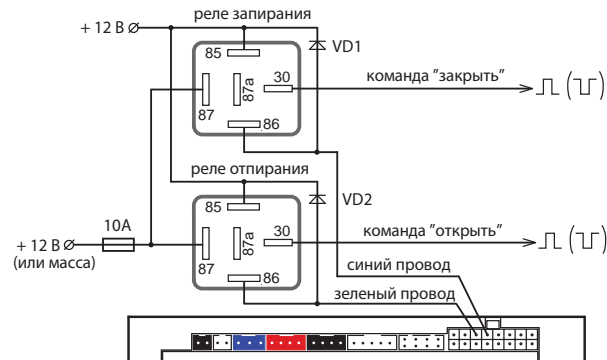 реле запирания
+ 12 В
85
VD1
30
87a
87
86
команда "закрыть"
реле отпирания
85
VD2
30
87a
87
86
команда "открыть"
10А
+ 12 В
(или масса)
синий провод
зеленый провод